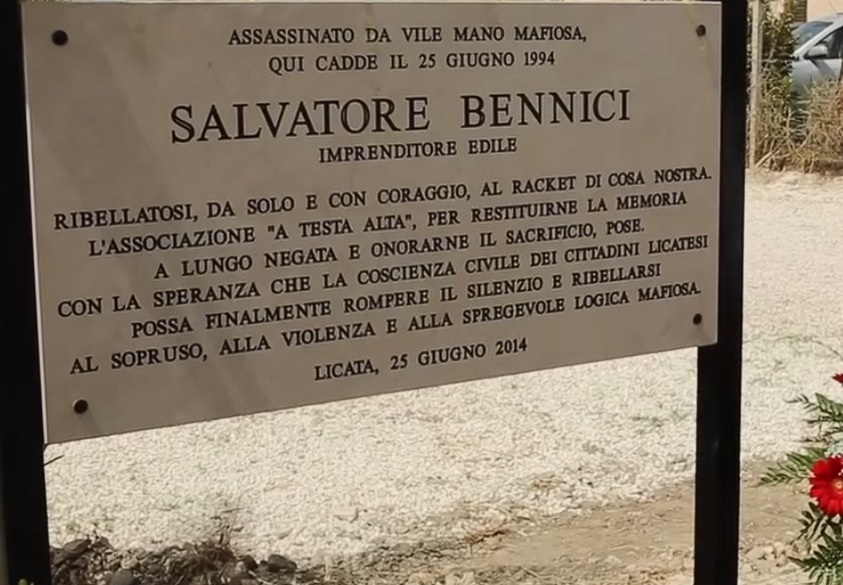 ASSASSINATO DA VILE MANO MAFIOSA,
QUI CADDE IL 25 GIUGNO 1994
SALVATORE BENNICI
IMPRENDITORE EDILE
RIBELLATOSI, DA SOLO E CON CORAGGIO, AL RACKET DI COSA NOSTRA.
L'ASSOCIAZIONE "A TESTA ALTA", PER RESTITUIRNE LA MEMORIA
A LUNGO NEGATA E ONORARNE IL SACRIFICIO, POSE.
CON LA SPERANZA CHE LA COSCIENZA CIVILE DEI CITTADINI LICATESI
POSSA FINALMENTE ROMPERE IL SILENZIO E RIBELLARSI
AL SOPRUSO, ALLA VIOLENZA E ALLA SPREGEVOLE LOGICA MAFIOSA.
LICATA, 25 GIUGNO 2014